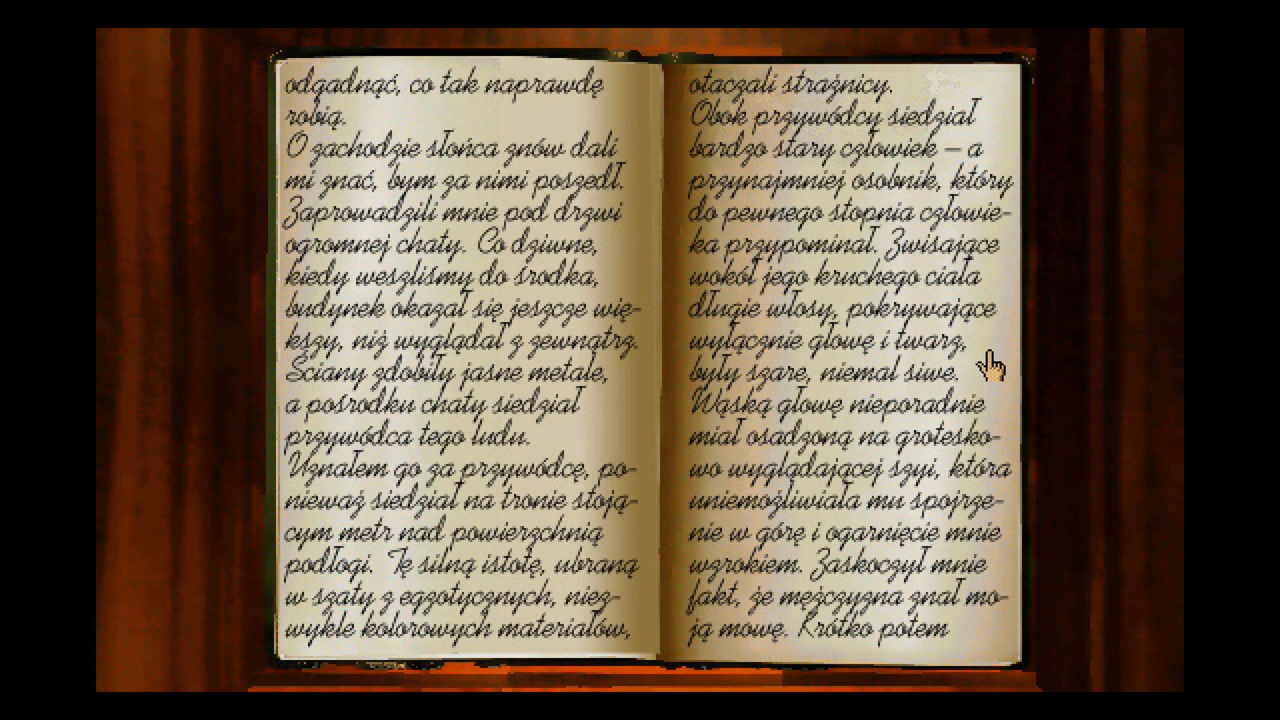 odgadnąć, co tak naprawdę
robią.
O zachodzie słońca znów dali
mi znać, bym za nimi poszedł.
Zaprowadzili mnie pod drzwi
ogromnej chaty. Co dziwne,
kiedy weszliśmy do środka,
budynek okazał się jeszcze wię-
kszy, niż wyglądał z zewnątrz.
Ściany zdobiły jasne metale,
a pośrodku chaty siedział
przywódca tego ludu.
Uznałem go za przywódcę, po-
nieważ siedział na tronie stoją-
cym metr nad powierzchnią
podłogi. Tę silną istotę, ubraną
w szaty z egzotycznych, niez-
wykle kolorowych materiałów,
otaczali strażnicy.
Obok przywódcy siedział
bardzo stary człowiek – a
przynajmniej osobnik, który
do pewnego stopnia człowie-
ka przypominał. Zwisające
wokół jego kruchego ciała
długie włosy, pokrywające
wyłącznie głowę i twarz,
były szare, niemal siwe.
Wąską głowę nieporadnie
miał osadzoną na grotesko-
wo wyglądającej szyi, która
uniemożliwiała mu spojrze-
nie w górę i ogarnięcie mnie
wzrokiem. Zaskoczył mnie
fakt, że mężczyzna znał mo-
ją mowę. Krótko potem